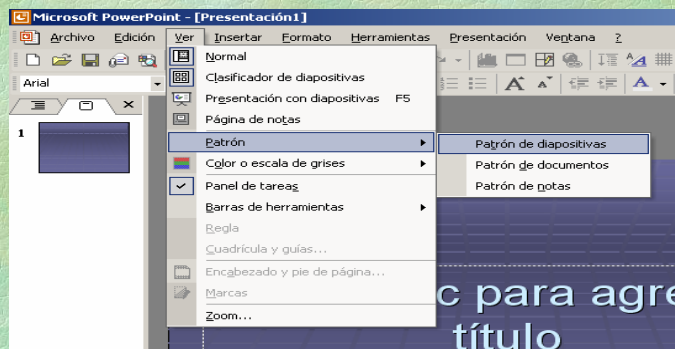 Microsoft PowerPoint - [Presentación1]
Archivo Edición Ver Insertar Formato Herramientas Presentación Ventana ?
Normal
Arial
Clasificador de diapositivas
Presentación con diapositivas F5
Página de notas
1
Patrón
Patrón de diapositivas
Color o escala de grises
Patrón de documentos
Panel de tareas
Patrón de notas
Barras de herramientas
Regla
Cuadrícula y guías...
Encabezado y pie de página...
Marcas
Zoom...
c para agre
título